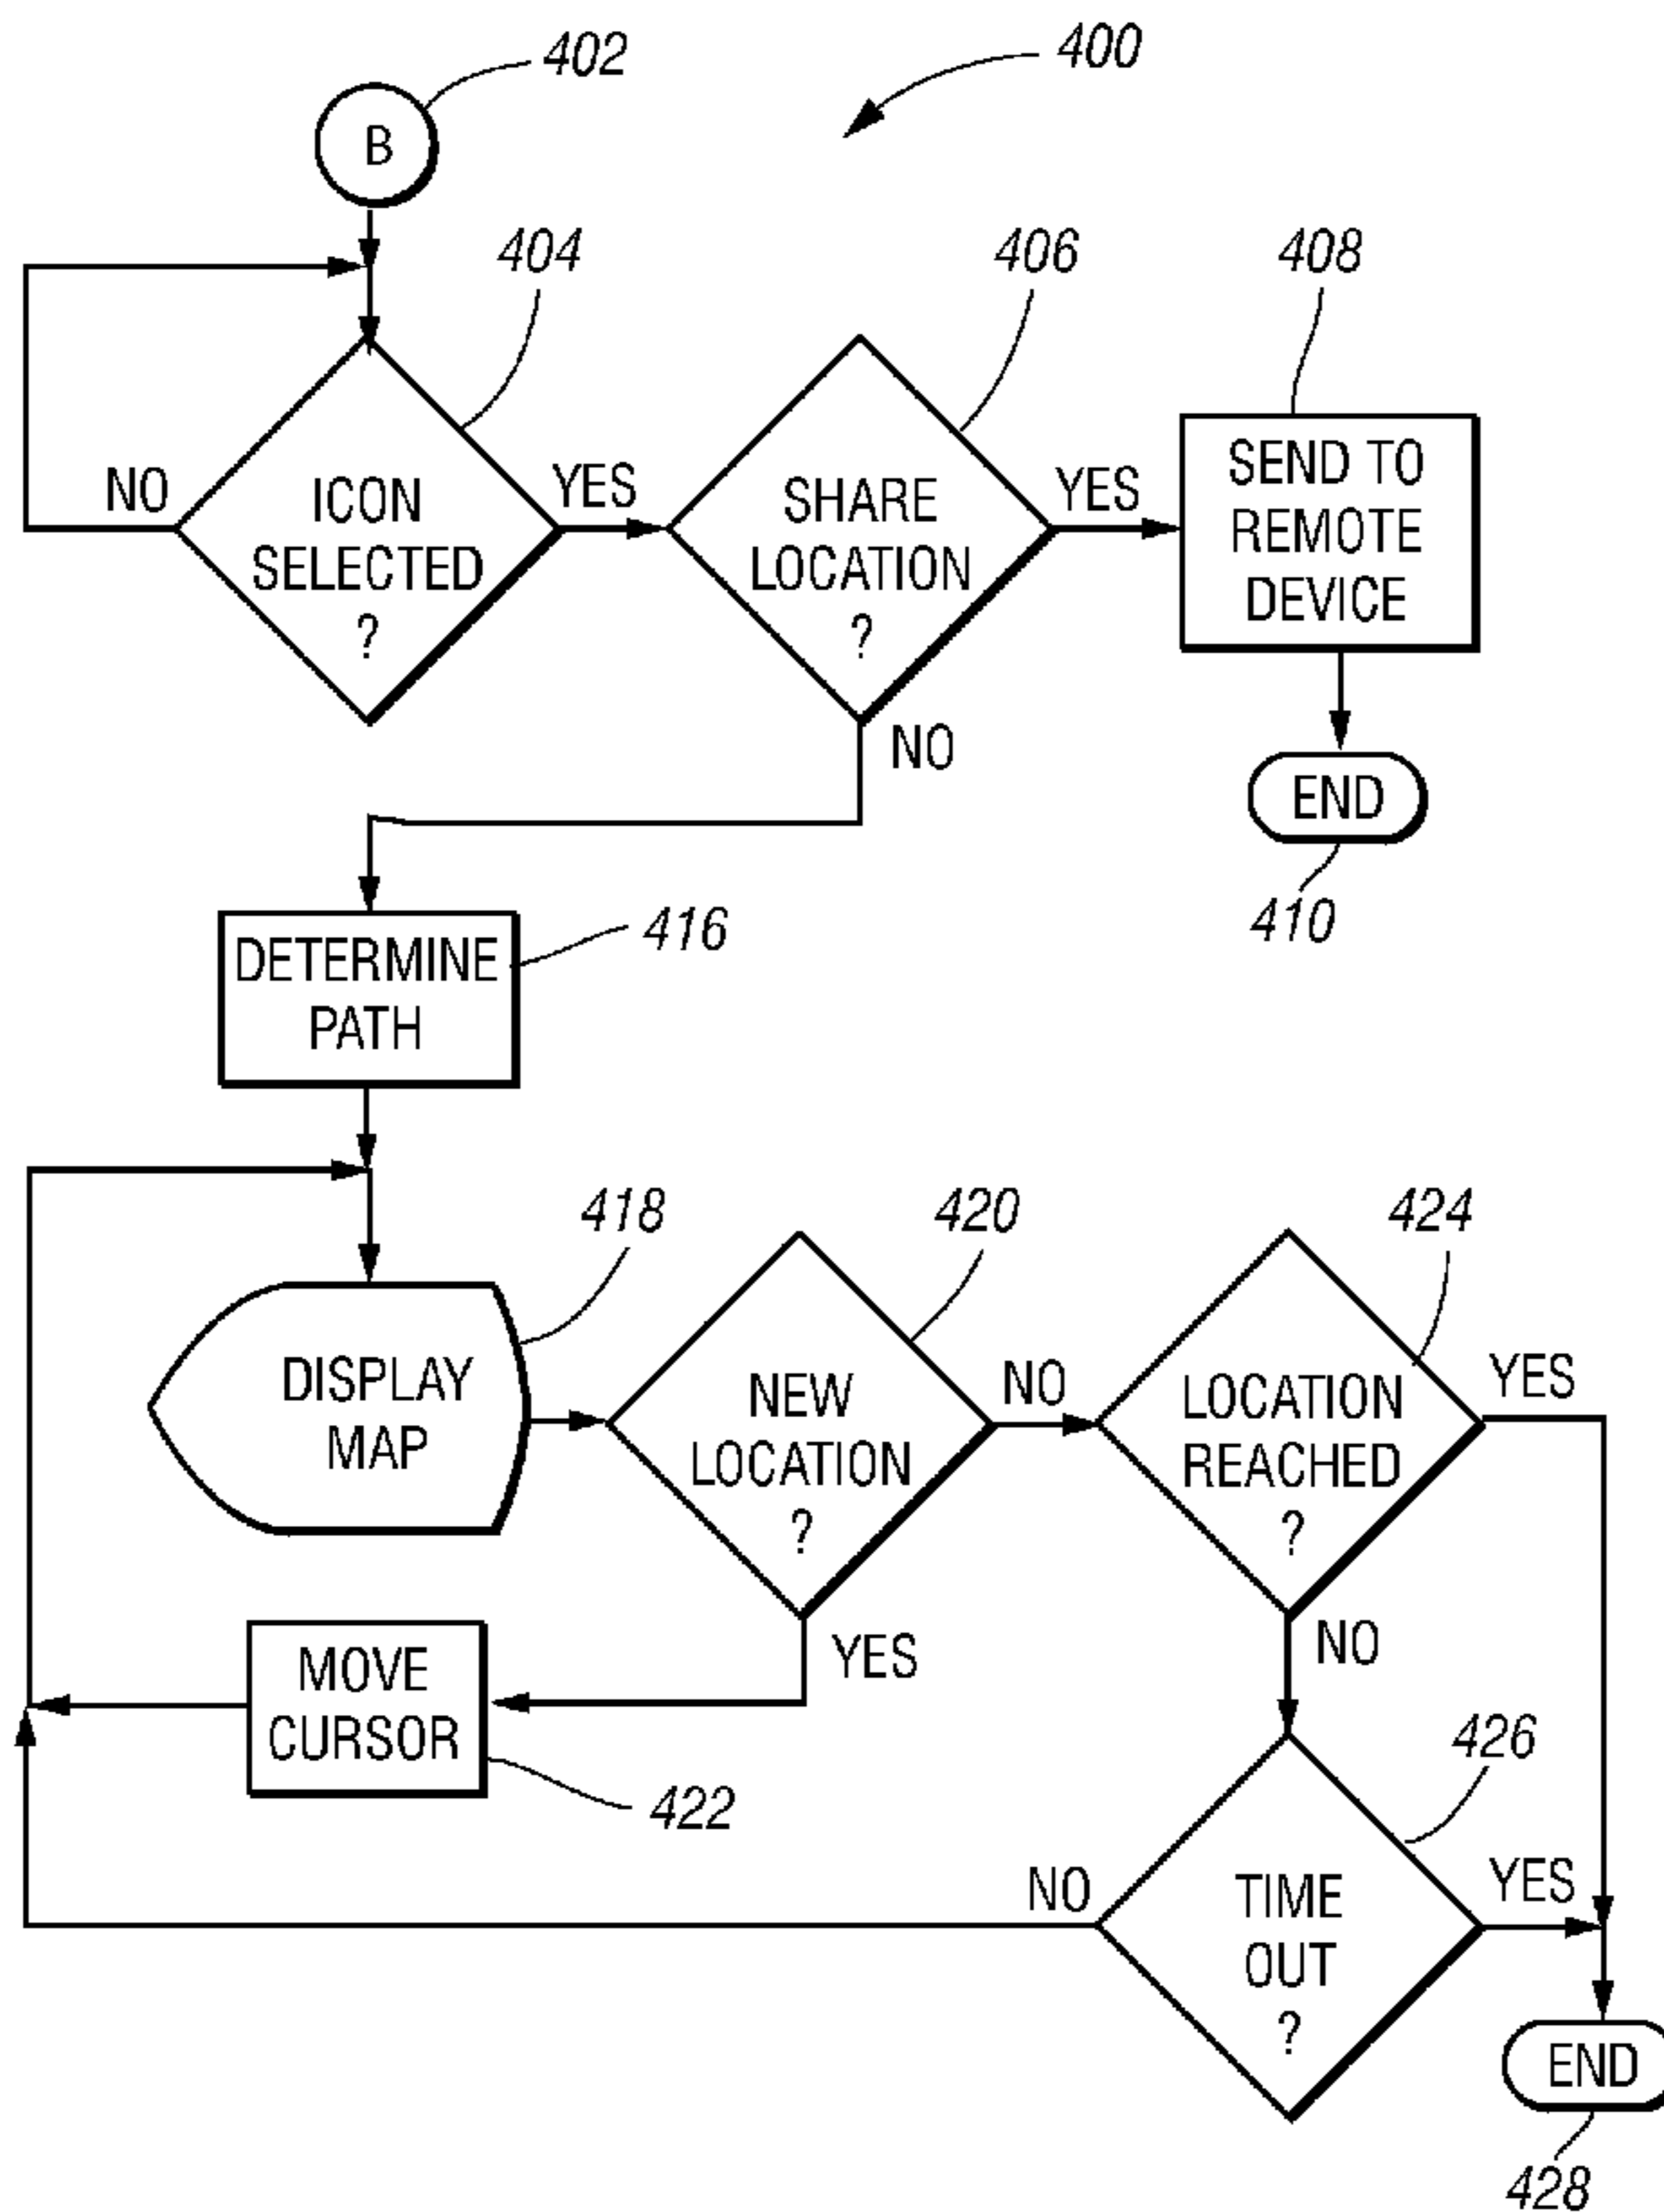 402
400
B
404
406
408
NO
ICON
SELECTED
?
YES
SHARE
LOCATION
?
YES
SEND TO
REMOTE
DEVICE
NO
END
410
DETERMINE
PATH
416
418
420
424
DISPLAY
MAP
NEW
LOCATION
?
NO
LOCATION
REACHED
?
YES
MOVE
CURSOR
YES
NO
422
426
NO
TIME
OUT
?
YES
END
428